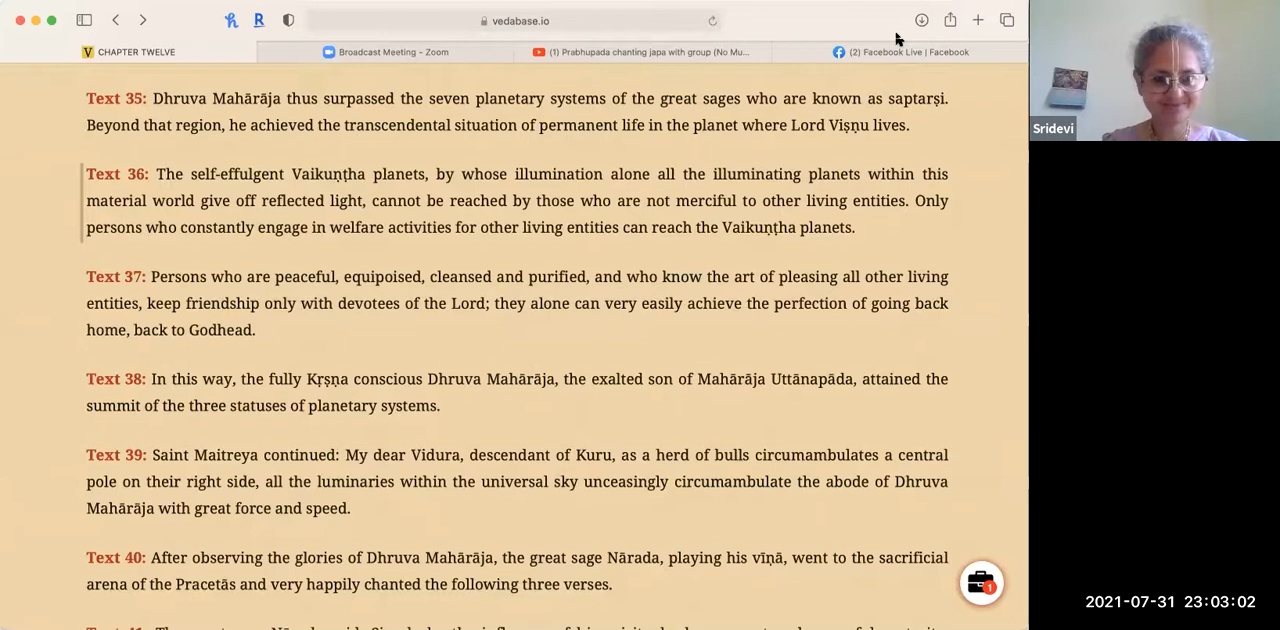 vedabase.io
CHAPTER TWELVE
Broadcast Meeting - Zoom
(1) Prabhupada chanting japa with group (No Mu...
(2) Facebook Live | Facebook
Text 35: Dhruva Mahārāja thus surpassed the seven planetary systems of the great sages who are known as saptarṣi.
Beyond that region, he achieved the transcendental situation of permanent life in the planet where Lord Viṣṇu lives.
Text 36: The self-effulgent Vaikuṇṭha planets, by whose illumination alone all the illuminating planets within this
material world give off reflected light, cannot be reached by those who are not merciful to other living entities. Only
persons who constantly engage in welfare activities for other living entities can reach the Vaikuṇṭha planets.
Text 37: Persons who are peaceful, equipoised, cleansed and purified, and who know the art of pleasing all other living
entities, keep friendship only with devotees of the Lord; they alone can very easily achieve the perfection of going back
home, back to Godhead.
Text 38: In this way, the fully Kṛṣṇa conscious Dhruva Mahārāja, the exalted son of Mahārāja Uttānapāda, attained the
summit of the three statuses of planetary systems.
Text 39: Saint Maitreya continued: My dear Vidura, descendant of Kuru, as a herd of bulls circumambulates a central
pole on their right side, all the luminaries within the universal sky unceasingly circumambulate the abode of Dhruva
Mahārāja with great force and speed.
Text 40: After observing the glories of Dhruva Mahārāja, the great sage Nārada, playing his vīṇā, went to the sacrificial
arena of the Pracetās and very happily chanted the following three verses.
1
Sridevi
2021-07-31 23:03:02